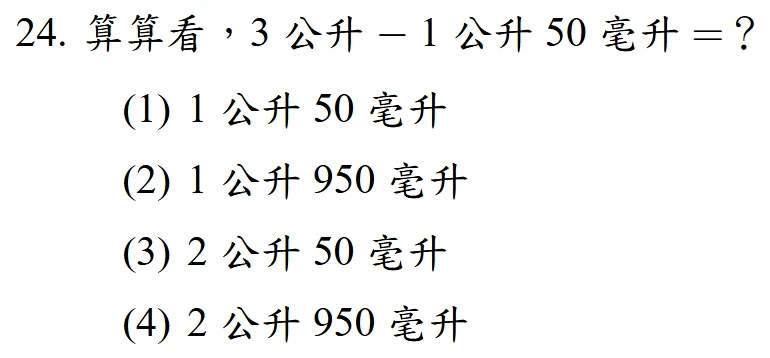 24. 算算看，3 公升 − 1 公升 50 毫升 =？
(1) 1 公升 50 毫升
(2) 1 公升 950 毫升
(3) 2 公升 50 毫升
(4) 2 公升 950 毫升